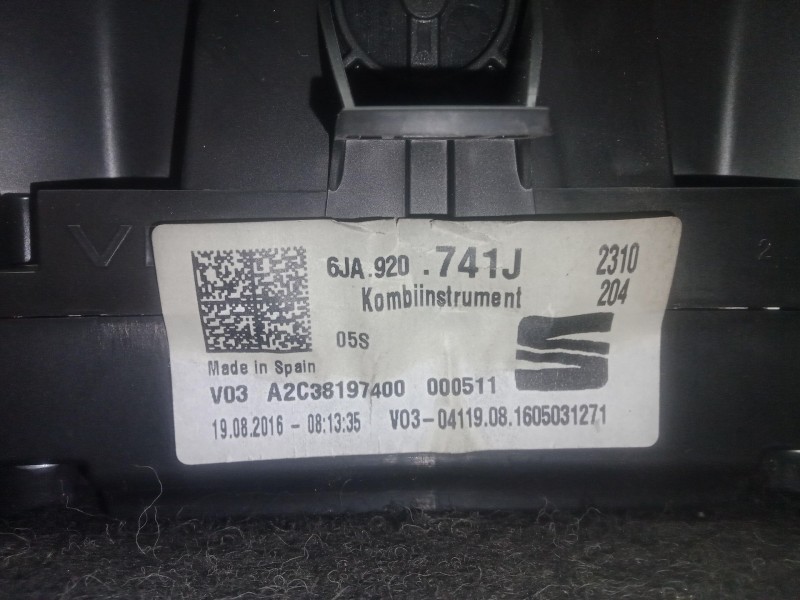 6JA.920 .741J 2310
Kombiinstrument 204
05S
Made in Spain
V03 A2C38197400 000511
19.08.2016 - 08:13:35 V03-04119.08.1605031271
2